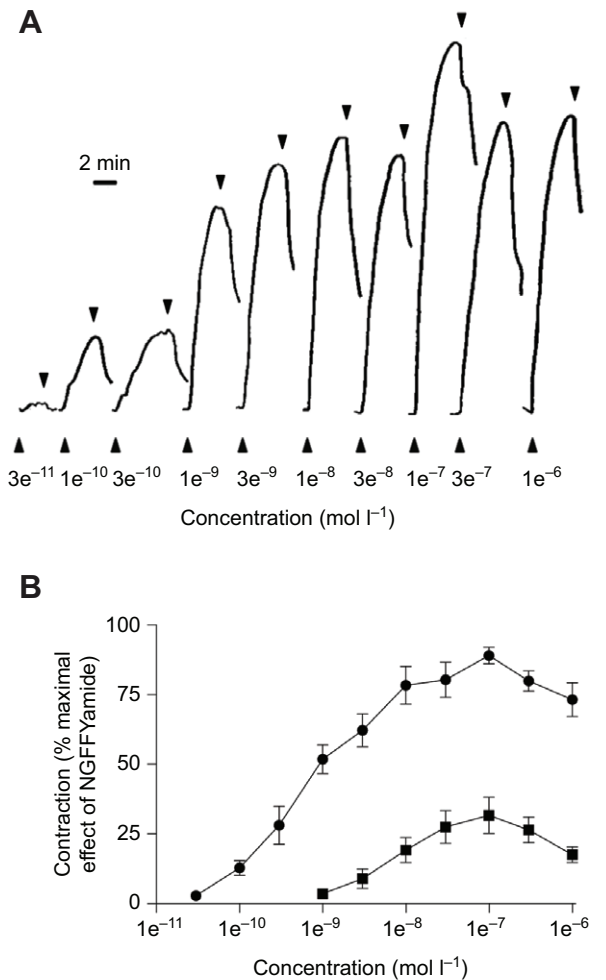 A
2 min
3e⁻¹¹ 1e⁻¹⁰ 3e⁻¹⁰ 1e⁻⁹ 3e⁻⁹ 1e⁻⁸ 3e⁻⁸ 1e⁻⁷ 3e⁻⁷ 1e⁻⁶
Concentration (mol l⁻¹)
B
Contraction (% maximal
effect of NGFFYamide)
100
75
50
25
0
1e⁻¹¹ 1e⁻¹⁰ 1e⁻⁹ 1e⁻⁸ 1e⁻⁷ 1e⁻⁶
Concentration (mol l⁻¹)